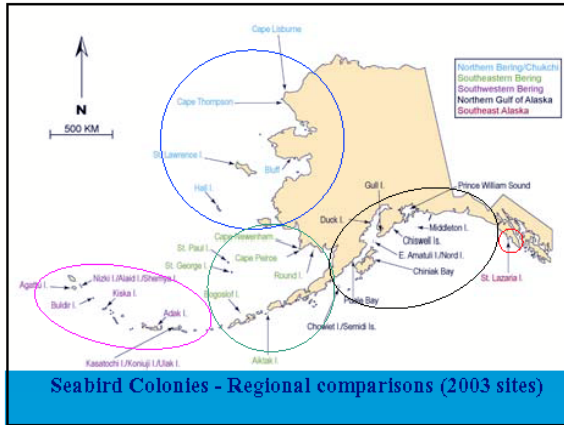 Cape Lisburne
N
500 KM
Northern Bering/Chukchi
Southeastern Bering
Southwestern Bering
Northern Gulf of Alaska
Southeast Alaska
Cape Thompson
St. Lawrence I.
Bluff
Hall I.
Gull I.
Prince William Sound
Duck I.
Middleton I.
Cape Newenham
Chiswell Is.
St. Paul I.
Cape Peirce
E. Amatuli I./Nord I.
St. George I.
Round I.
Chiniak Bay
St. Lazaria I.
Agattu I.
Nizki I./Alaid I./Shemya I.
Buldir I.
Kiska I.
Bogoslof I.
Puale Bay
Adak I.
Chowiet I./Semidi Is.
Kasatochi I./Koniuji I./Ulak I.
Aiktak I.
Seabird Colonies - Regional comparisons (2003 sites)